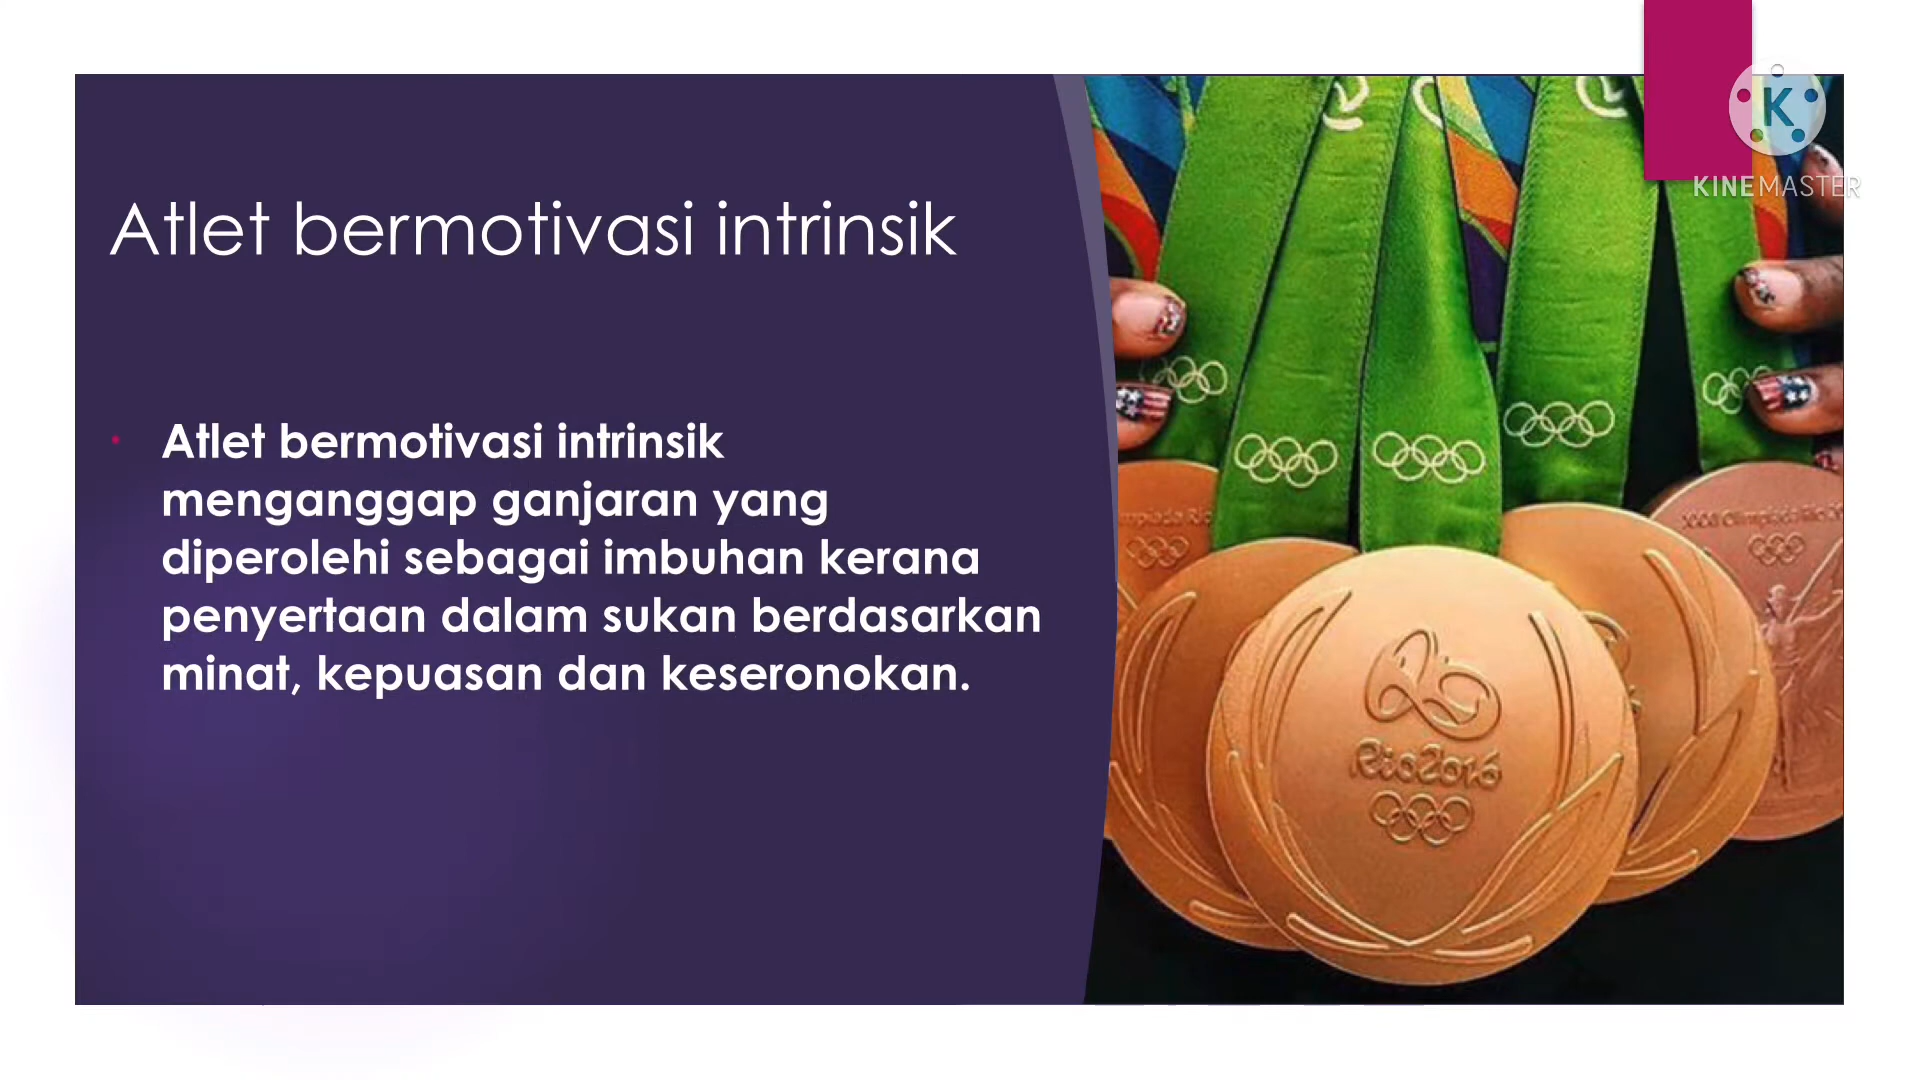 Atlet bermotivasi intrinsik
Atlet bermotivasi intrinsik
menganggap ganjaran yang
diperolehi sebagai imbuhan kerana
penyertaan dalam sukan berdasarkan
minat, kepuasan dan keseronokan.
K
KINEMASTER
Rio2016